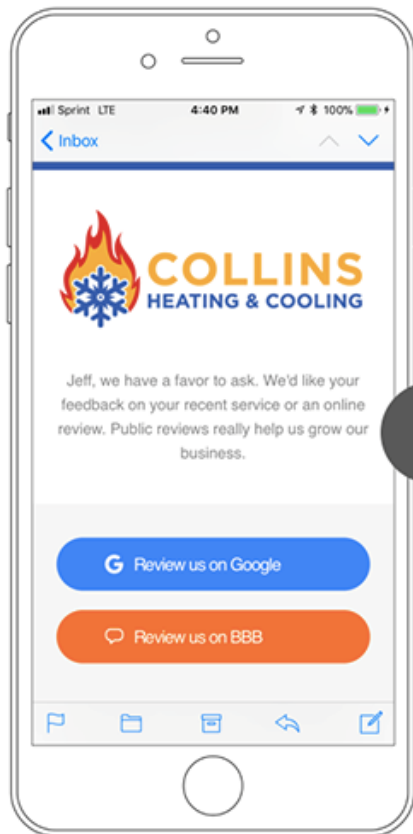 Sprint LTE 4:40 PM 100%
Inbox
COLLINS
HEATING & COOLING
Jeff, we have a favor to ask. We'd like your
feedback on your recent service or an online
review. Public reviews really help us grow our
business.
G Review us on Google
Review us on BBB